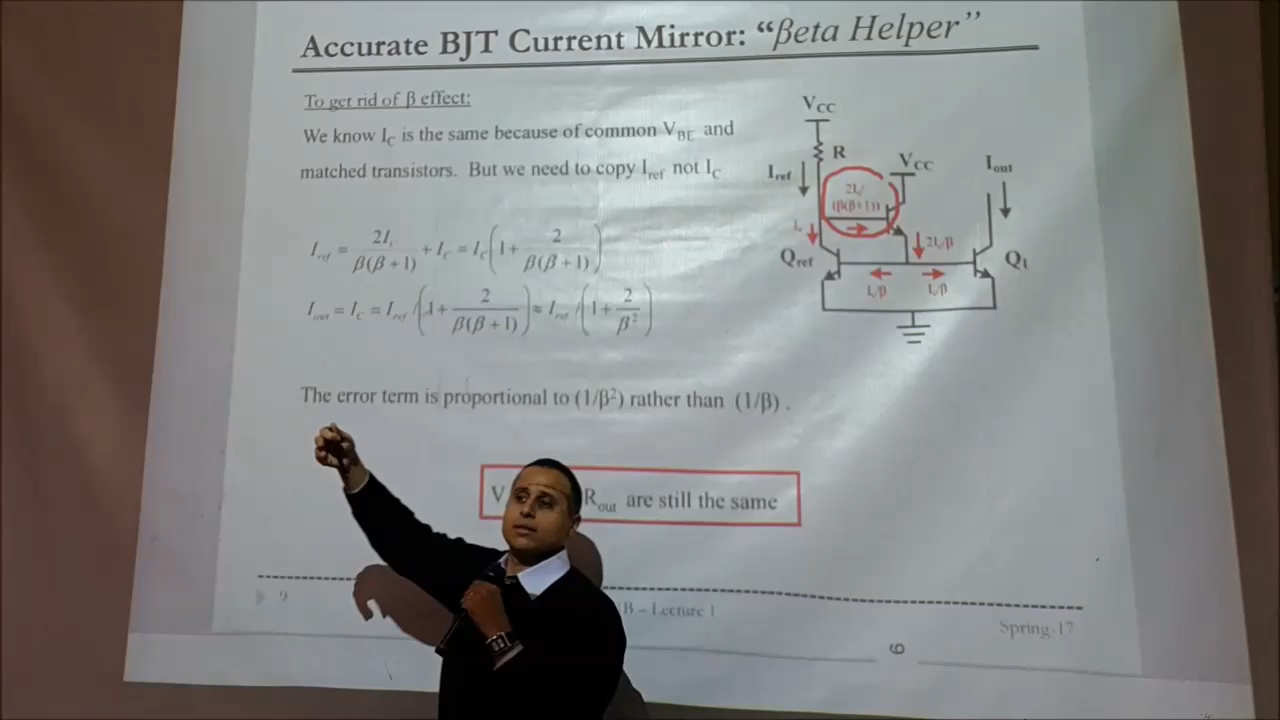 Accurate BJT Current Mirror: “βeta Helper”
To get rid of β effect:
We know I_C is the same because of common V_BE and
matched transistors. But we need to copy I_ref not I_C
I_ref = 2I_c / β(β + 1) + I_C = I_C (1 + 2 / β(β + 1))
I_out = I_C = I_ref / (1 + 2 / β(β + 1)) ≈ I_ref / (1 + 2 / β²)
V_CC
R
I_ref
V_CC
I_out
2I_c/
(β(β+1))
I_c
2I_c/β
Q_ref
Q_1
I_c/β
I_c/β
The error term is proportional to (1/β²) rather than (1/β) .
V
R_out are still the same
9
B – Lecture 1
Spring-17
9